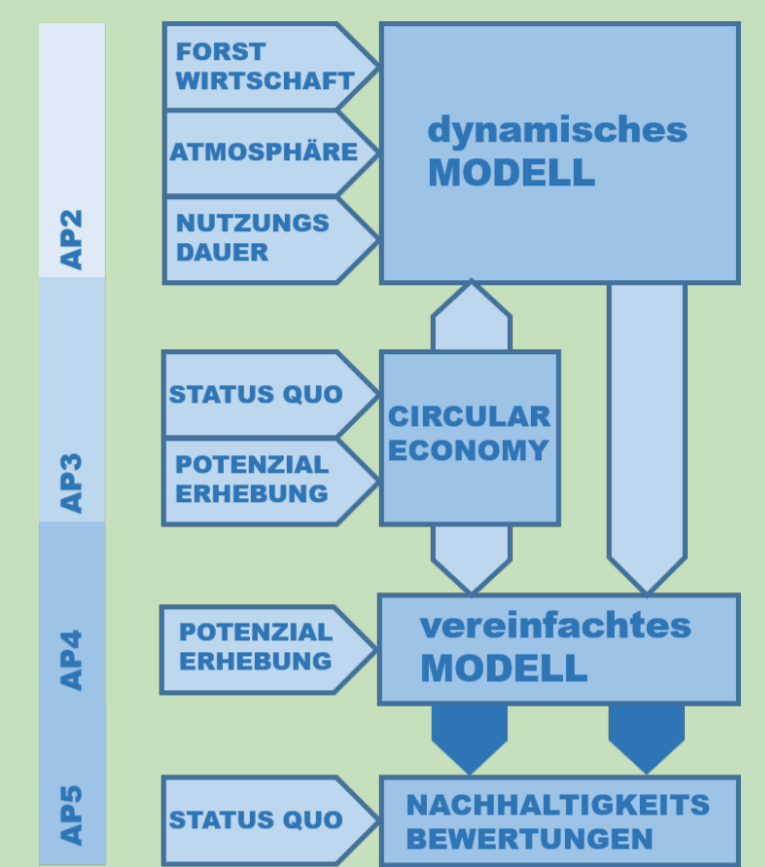 AP2
FORST
WIRTSCHAFT
ATMOSPHÄRE
NUTZUNGS
DAUER
dynamisches
MODELL
AP3
STATUS QUO
POTENZIAL
ERHEBUNG
CIRCULAR
ECONOMY
AP4
POTENZIAL
ERHEBUNG
vereinfachtes
MODELL
AP5
STATUS QUO
NACHHALTIGKEITS
BEWERTUNGEN